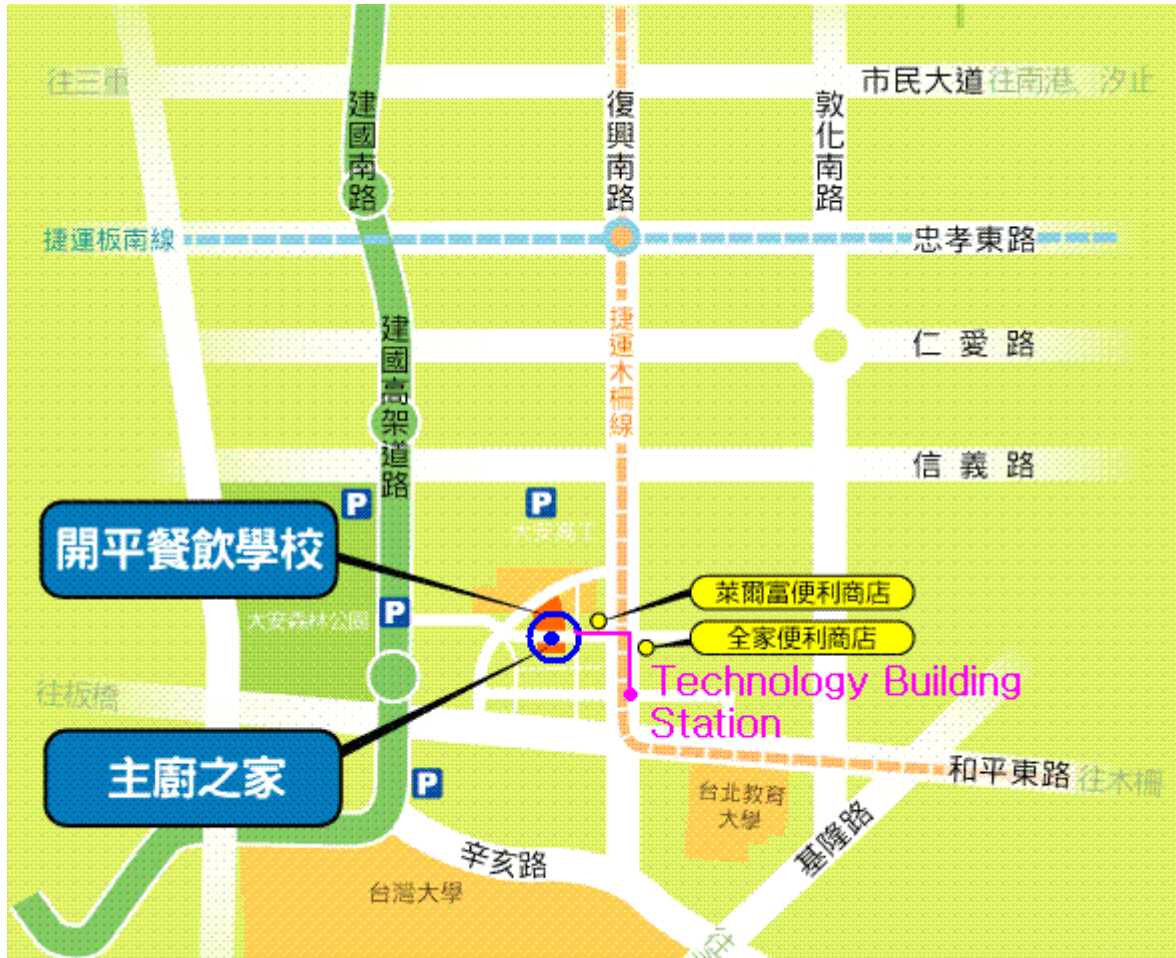 往三重
市民大道
往南港、汐止
建國南路
復興南路
敦化南路
捷運板南線
忠孝東路
建國高架道路
捷運木柵線
仁愛路
信義路
P
P
大安高工
開平餐飲學校
萊爾富便利商店
大安森林公園
P
全家便利商店
Technology Building
Station
往板橋
主廚之家
P
和平東路
往木柵
台北教育
大學
基隆路
辛亥路
台灣大學